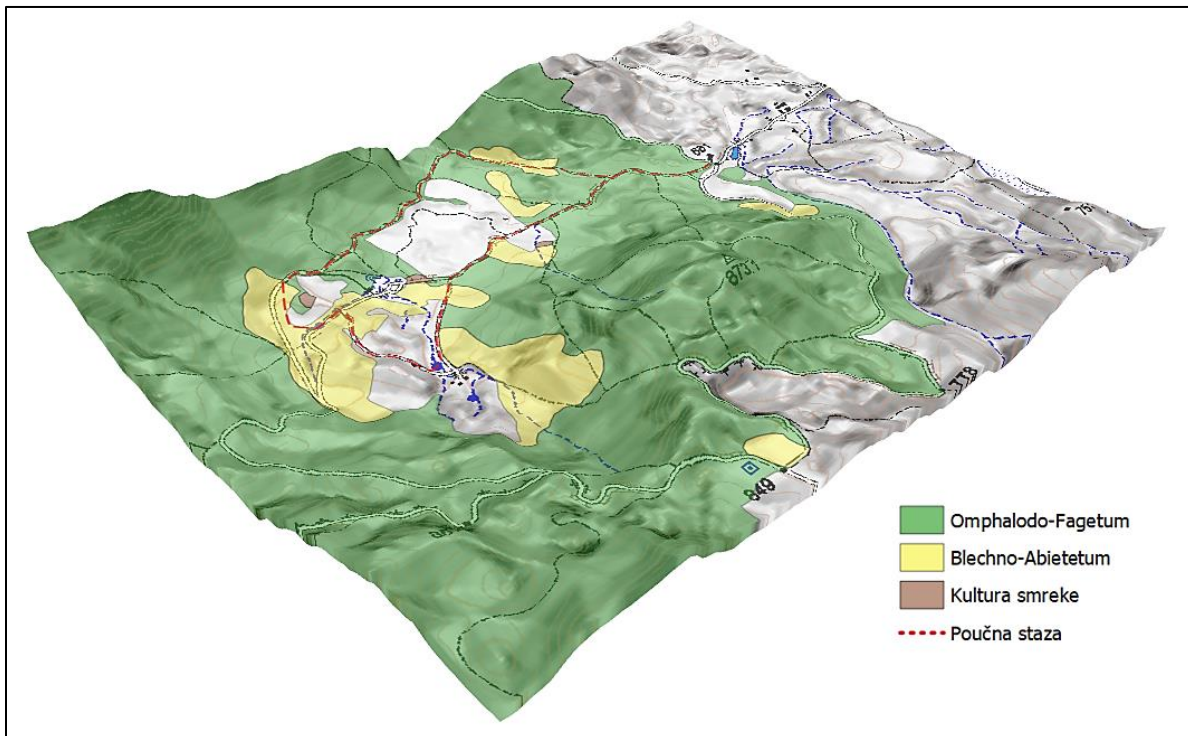 873.1
849
Omphalodo-Fagetum
Blechno-Abietetum
Kultura smreke
Poučna staza